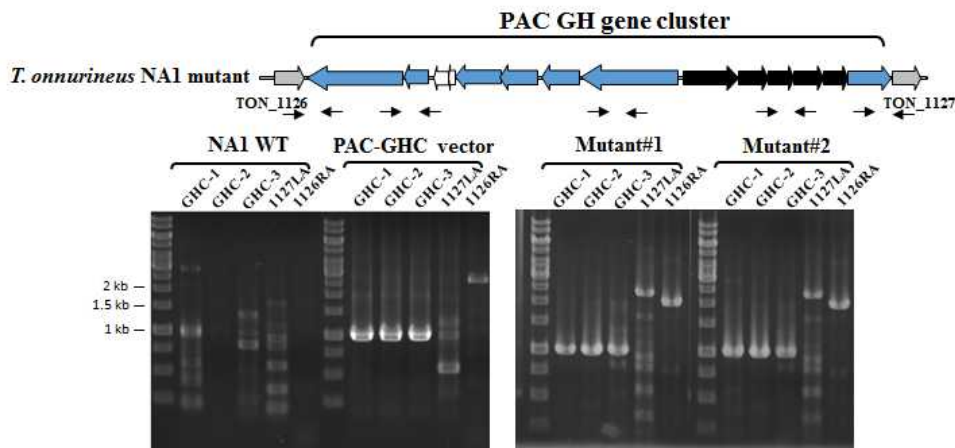 PAC GH gene cluster
T. onnurineus NA1 mutant
TON_1126
TON_1127
NA1 WT
PAC-GHC vector
Mutant#1
Mutant#2
GHC-1
GHC-2
GHC-3
1127LA
1126RA
GHC-1
GHC-2
GHC-3
1127LA
1126RA
GHC-1
GHC-2
GHC-3
1127LA
1126RA
GHC-1
GHC-2
GHC-3
1127LA
1126RA
2 kb
1.5 kb
1 kb